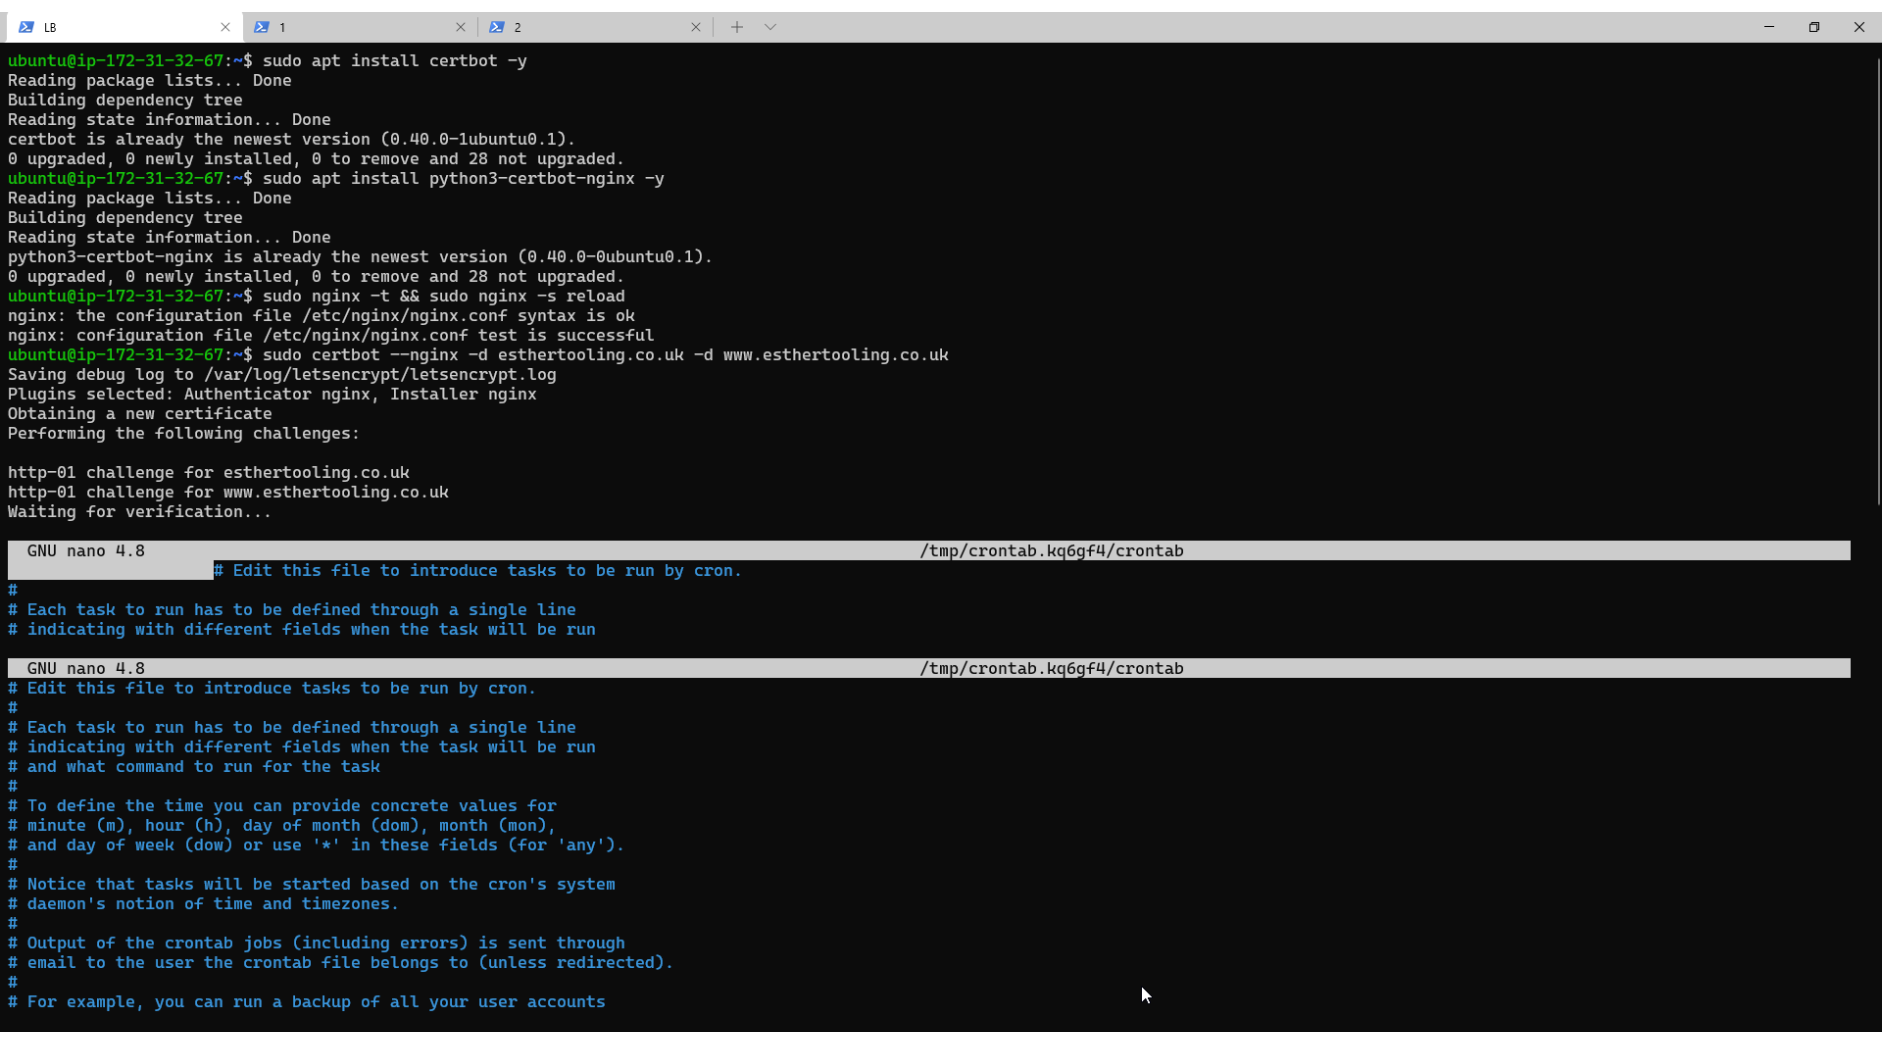 LB 1 2
ubuntu@ip-172-31-32-67:~$ sudo apt install certbot -y
Reading package lists... Done
Building dependency tree
Reading state information... Done
certbot is already the newest version (0.40.0-1ubuntu0.1).
0 upgraded, 0 newly installed, 0 to remove and 28 not upgraded.
ubuntu@ip-172-31-32-67:~$ sudo apt install python3-certbot-nginx -y
Reading package lists... Done
Building dependency tree
Reading state information... Done
python3-certbot-nginx is already the newest version (0.40.0-0ubuntu0.1).
0 upgraded, 0 newly installed, 0 to remove and 28 not upgraded.
ubuntu@ip-172-31-32-67:~$ sudo nginx -t && sudo nginx -s reload
nginx: the configuration file /etc/nginx/nginx.conf syntax is ok
nginx: configuration file /etc/nginx/nginx.conf test is successful
ubuntu@ip-172-31-32-67:~$ sudo certbot --nginx -d esthertooling.co.uk -d www.esthertooling.co.uk
Saving debug log to /var/log/letsencrypt/letsencrypt.log
Plugins selected: Authenticator nginx, Installer nginx
Obtaining a new certificate
Performing the following challenges:
http-01 challenge for esthertooling.co.uk
http-01 challenge for www.esthertooling.co.uk
Waiting for verification...
GNU nano 4.8 /tmp/crontab.kq6gf4/crontab
# Edit this file to introduce tasks to be run by cron.
#
# Each task to run has to be defined through a single line
# indicating with different fields when the task will be run
GNU nano 4.8 /tmp/crontab.kq6gf4/crontab
# Edit this file to introduce tasks to be run by cron.
#
# Each task to run has to be defined through a single line
# indicating with different fields when the task will be run
# and what command to run for the task
#
# To define the time you can provide concrete values for
# minute (m), hour (h), day of month (dom), month (mon),
# and day of week (dow) or use '*' in these fields (for 'any').
#
# Notice that tasks will be started based on the cron's system
# daemon's notion of time and timezones.
#
# Output of the crontab jobs (including errors) is sent through
# email to the user the crontab file belongs to (unless redirected).
#
# For example, you can run a backup of all your user accounts